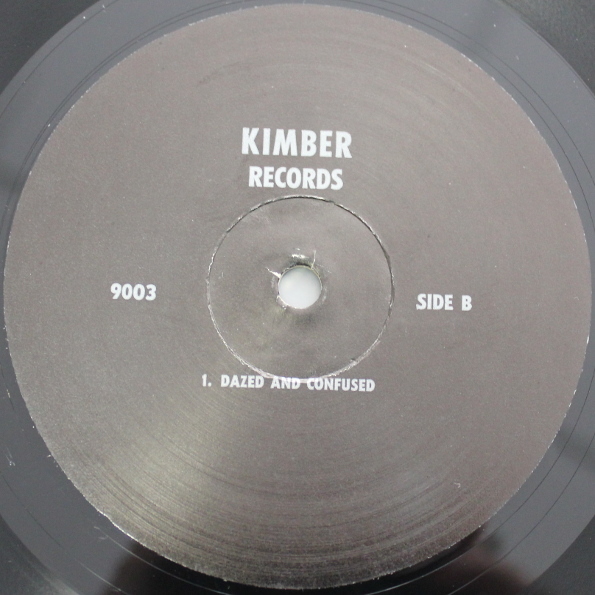 KIMBER
RECORDS
9003
SIDE B
1. DAZED AND CONFUSED